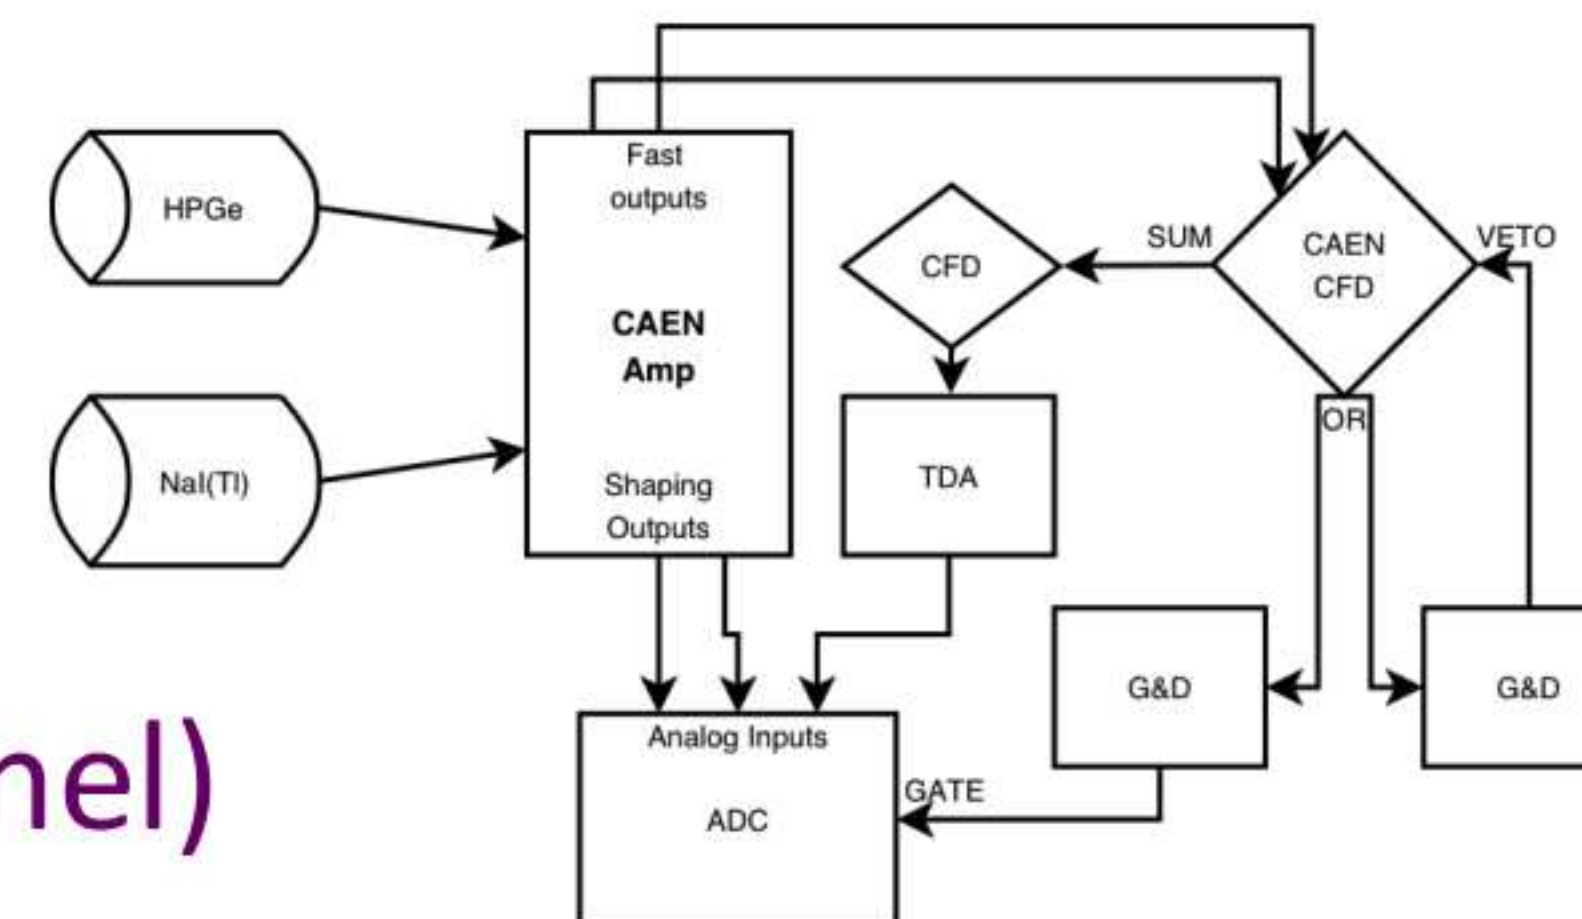 Fast
outputs
HPGe
SUM
CAEN
CFD
VETO
CFD
CAEN
Amp
OR
NaI(Tl)
Shaping
Outputs
TDA
G&D
G&D
Analog Inputs
GATE
ADC
nel)